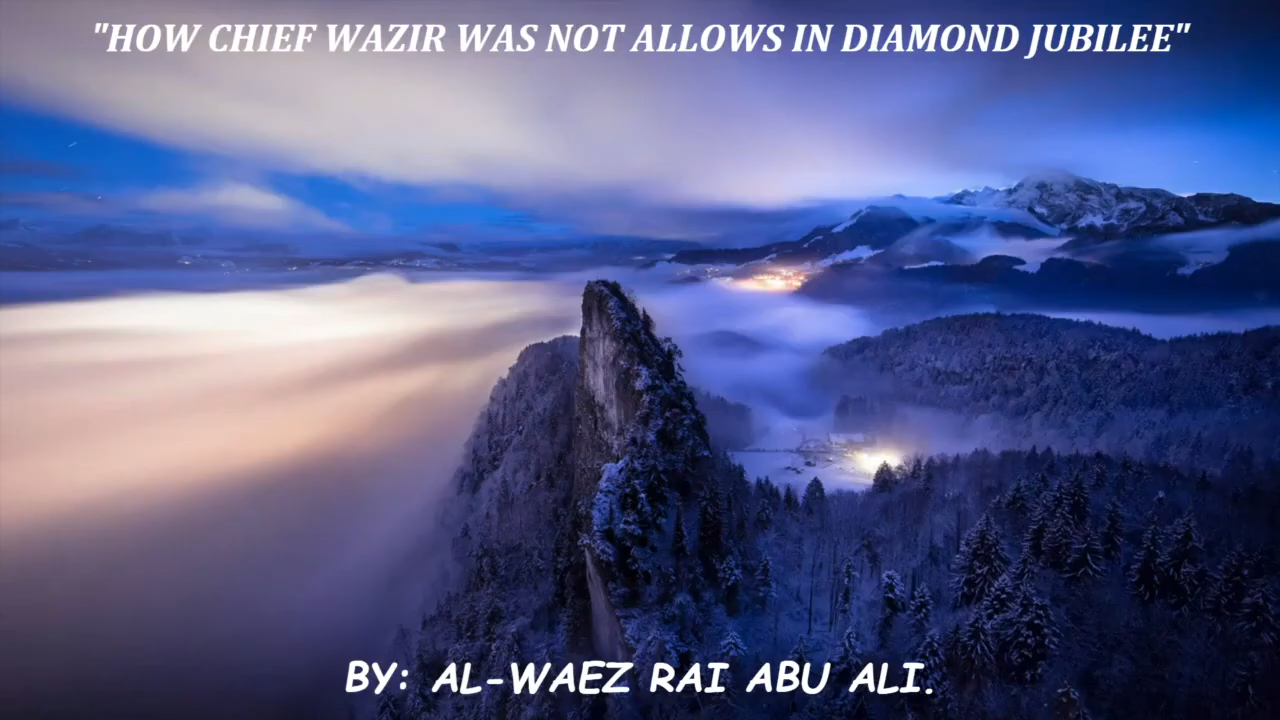 "HOW CHIEF WAZIR WAS NOT ALLOWS IN DIAMOND JUBILEE"
BY: AL-WAEZ RAI ABU ALI.